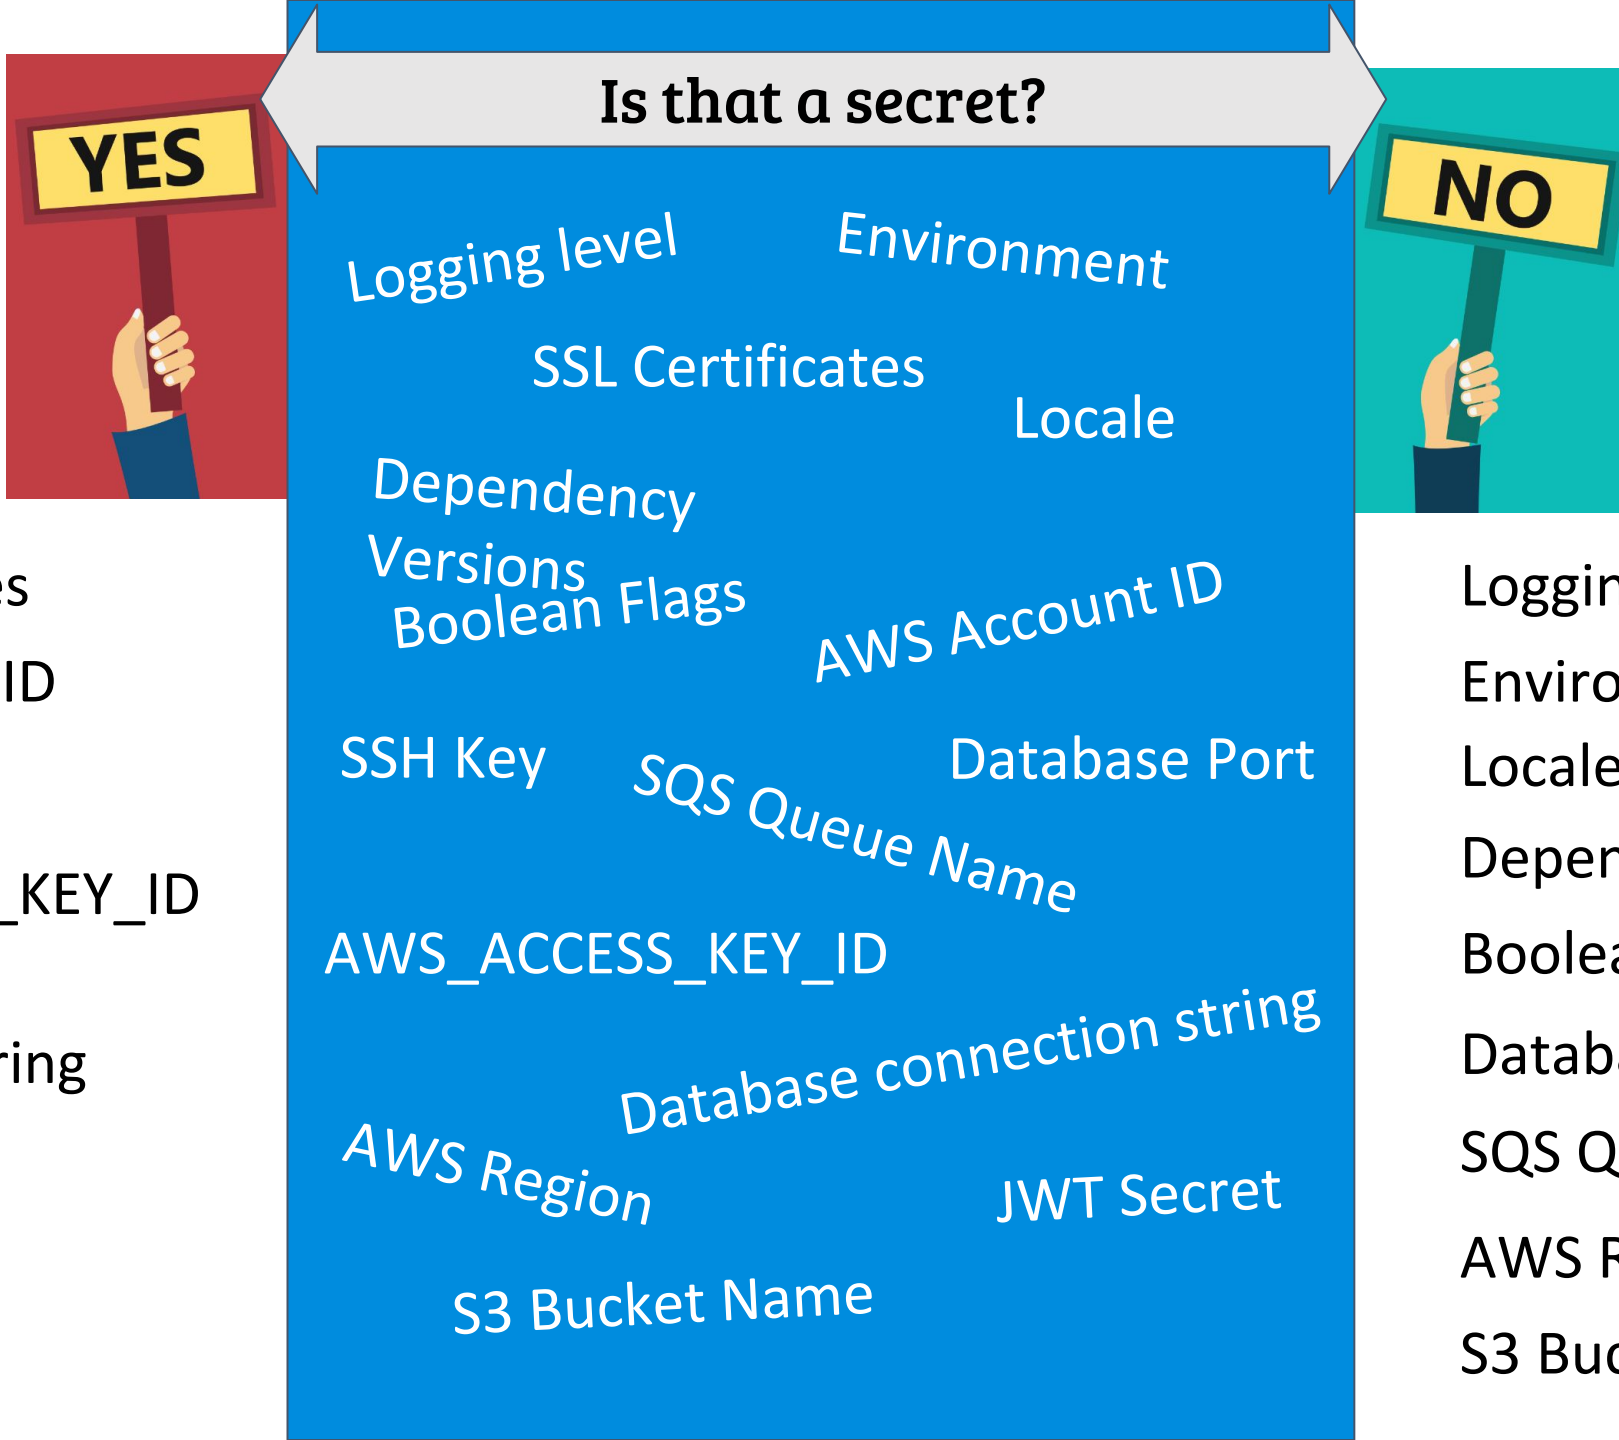 Is that a secret?
YES
NO
Logging level
Environment
SSL Certificates
Locale
Dependency
Versions
Boolean Flags
AWS Account ID
SSH Key
SQS Queue Name
Database Port
AWS_ACCESS_KEY_ID
Database connection string
AWS Region
JWT Secret
S3 Bucket Name
es
ID
_KEY_ID
ring
Loggin
Enviro
Locale
Depen
Boolea
Databa
SQS Q
AWS R
S3 Buc